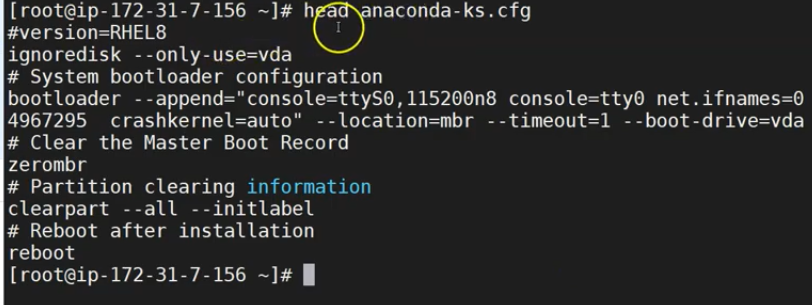 [root@ip-172-31-7-156 ~]# head anaconda-ks.cfg
#version=RHEL8
ignoredisk --only-use=vda
# System bootloader configuration
bootloader --append="console=ttyS0,115200n8 console=tty0 net.ifnames=0
4967295  crashkernel=auto" --location=mbr --timeout=1 --boot-drive=vda
# Clear the Master Boot Record
zerombr
# Partition clearing information
clearpart --all --initlabel
# Reboot after installation
reboot
[root@ip-172-31-7-156 ~]#